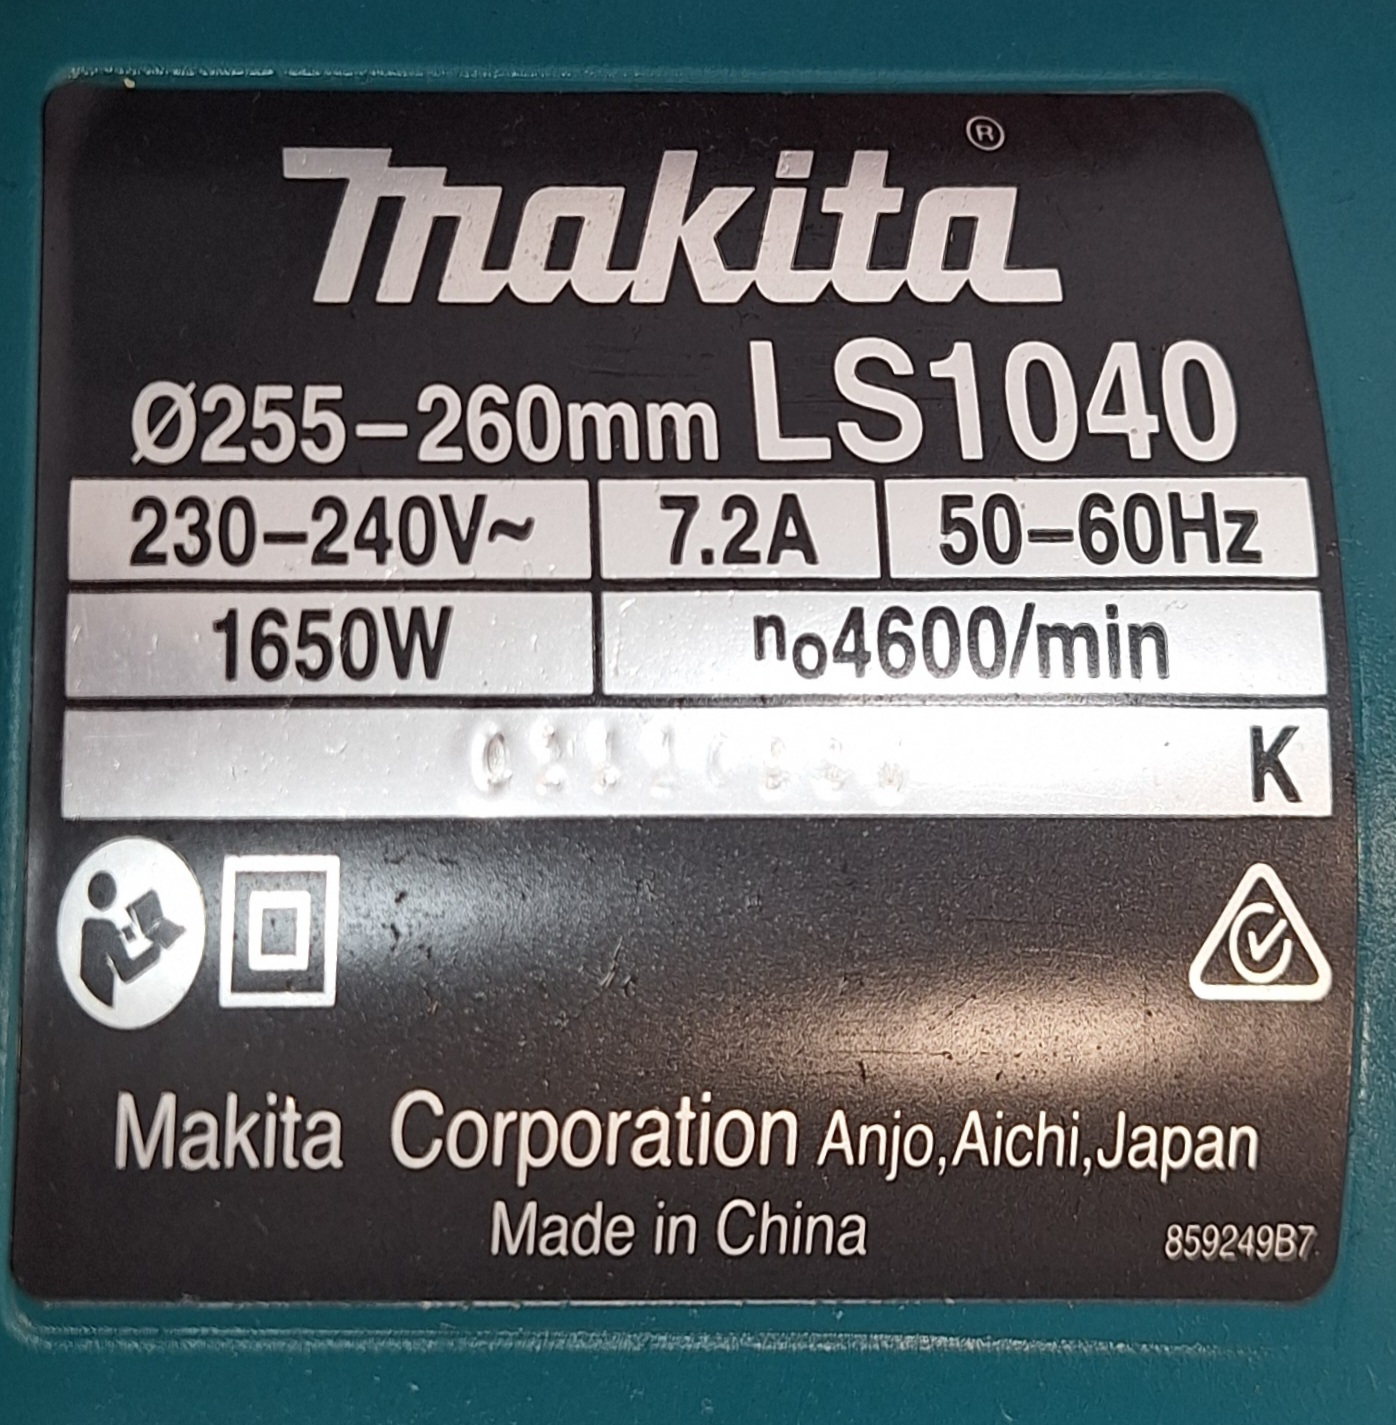 makita®
Ø255–260mm LS1040
230–240V~ 7.2A 50–60Hz
1650W no4600/min
K
Makita Corporation Anjo,Aichi,Japan
Made in China
859249B7